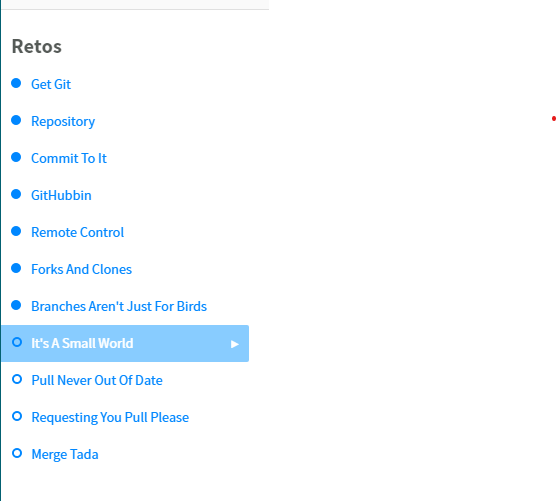 Retos
Get Git
Repository
Commit To It
GitHubbin
Remote Control
Forks And Clones
Branches Aren't Just For Birds
It's A Small World
Pull Never Out Of Date
Requesting You Pull Please
Merge Tada